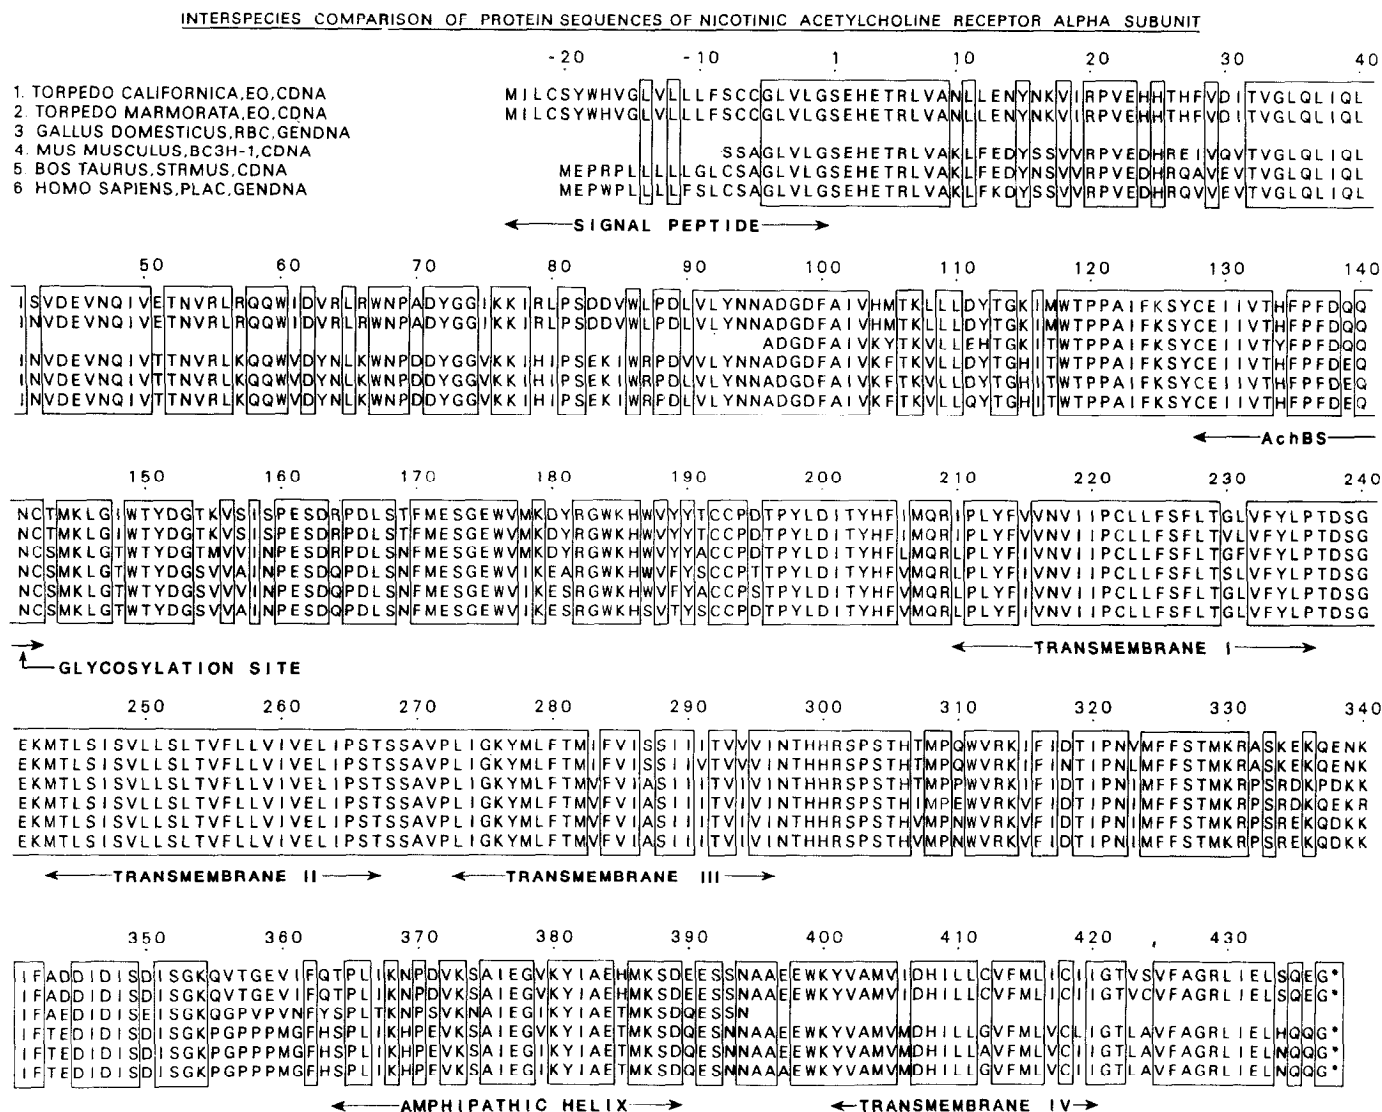 INTERSPECIES COMPARISON OF PROTEIN SEQUENCES OF NICOTINIC ACETYLCHOLINE RECEPTOR ALPHA SUBUNIT
-20 -10 1 10 20 30 40
1. TORPEDO CALIFORNICA,EO,CDNA MILCSYWHVGLVLLLFSCCGLVLGSEHETRLVANLLENYNKVIRPVEHHTHFVDITVGLQLIQL
2. TORPEDO MARMORATA,EO,CDNA MILCSYWHVGLVLLLFSCCGLVLGSEHETRLVANLLENYNKVIRPVEHHTHFVDITVGLQLIQL
3 GALLUS DOMESTICUS,RBC,GENDNA
4. MUS MUSCULUS,BC3H-1,CDNA SSAGLVLGSEHETRLVAKLFEDYSSVVRPVEDHREIVQVTVGLQLIQL
5. BOS TAURUS,STRMUS,CDNA MEPRPLLLLLGLCSAGLVLGSEHETRLVAKLFEDYNSVVRPVEDHRQAVEVTVGLQLIQL
6 HOMO SAPIENS,PLAC,GENDNA MEPWPLLLLFSLCSAGLVLGSEHETRLVAKLFKDYSSVVRPVEDHRQVVEVTVGLQLIQL
SIGNAL PEPTIDE
50 60 70 80 90 100 110 120 130 140
ISVDEVNQIVETNVRLRQQWIDVRLRWNPADYGGIKKIRLPSDDVWLPDLVLYNNADGDFAIVHMTKLLLDYTGKIMWTPPAIFKSYCEIIVTHFPFDQQ
INVDEVNQIVETNVRLRQQWIDVRLRWNPADYGGIKKIRLPSDDVWLPDLVLYNNADGDFAIVHMTKLLLDYTGKIMWTPPAIFKSYCEIIVTHFPFDQQ
ADGDFAIVKYTKVLLEHTGKITWTPPAIFKSYCEIIVTYFPFDQQ
INVDEVNQIVTTNVRLKQQWVDYNLKWNPDDYGGVKKIHIPSEKIWRPDVVLYNNADGDFAIVKFTKVLLDYTGHITWTPPAIFKSYCEIIVTHFPFDEQ
INVDEVNQIVTTNVRLKQQWVDYNLKWNPDDYGGVKKIHIPSEKIWRPDLVLYNNADGDFAIVKFTKVLLDYTGHITWTPPAIFKSYCEIIVTHFPFDEQ
INVDEVNQIVTTNVRLKQQWVDYNLKWNPDDYGGVKKIHIPSEKIWRPDLVLYNNADGDFAIVKFTKVLLQYTGHITWTPPAIFKSYCEIIVTHFPFDEQ
AchBS
150 160 170 180 190 200 210 220 230 240
NCTMKLGIWTYDGTKVSISPESDRPDLSTFMESGEWVMKDYRGWKHWVYYTCCPDTPYLDITYHFIMQRIPLYFVVNVIIPCLLFSFLTGLVFYLPTDSG
NCTMKLGIWTYDGTKVSISPESDRPDLSTFMESGEWVMKDYRGWKHWVYYTCCPDTPYLDITYHFIMQRIPLYFVVNVIIPCLLFSFLTVLVFYLPTDSG
NCSMKLGTWTYDGTMVVINPESDRPDLSNFMESGEWVMKDYRGWKHWVYYACCPDTPYLDITYHFLMQRLPLYFIVNVIIPCLLFSFLTGFVFYLPTDSG
NCSMKLGTWTYDGSVVAINPESDQPDLSNFMESGEWVIKEARGWKHWVFYSCCPTTPYLDITYHFVMQRLPLYFIVNVIIPCLLFSFLTSLVFYLPTDSG
NCSMKLGTWTYDGSVVAINPESDQPDLSNFMESGEWVIKESRGWKHWVFYACCPSTPYLDITYHFVMQRLPLYFIVNVIIPCLLFSFLTGLVFYLPTDSG
NCSMKLGTWTYDGSVVAINPESDQPDLSNFMESGEWVIKESRGWKHSVTYSCCPDTPYLDITYHFVMQRLPLYFIVNVIIPCLLFSFLTGLVFYLPTDSG
TRANSMEMBRANE I
GLYCOSYLATION SITE
250 260 270 280 290 300 310 320 330 340
EKMTLSISVLLSLTVFLLVIVELIPSTSSAVPLIGKYMLFTMIFVISSIIITVVVINTHHRSPSTHTMPQWVRKIFIDTIPNVMFFSTMKRASKEKQENK
EKMTLSISVLLSLTVFLLVIVELIPSTSSAVPLIGKYMLFTMIFVISSIIVTVVVINTHHRSPSTHTMPQWVRKIFINTIPNLMFFSTMKRASKEKQENK
EKMTLSISVLLSLTVFLLVIVELIPSTSSAVPLIGKYMLFTMVFVIASIIITVIVINTHHRSPSTHTMPPWVRKIFIDTIPNIMFFSTMKRPSRDKPDKK
EKMTLSISVLLSLTVFLLVIVELIPSTSSAVPLIGKYMLFTMVFVIASIIITVIVINTHHRSPSTHIMPEWVRKVFIDTIPNIMFFSTMKRPSRDKQEKR
EKMTLSISVLLSLTVFLLVIVELIPSTSSAVPLIGKYMLFTMVFVIASIIITVIVINTHHRSPSTHVMPNWVRKVFIDTIPNIMFFSTMKRPSREKQDKK
EKMTLSISVLLSLTVFLLVIVELIPSTSSAVPLIGKYMLFTMVFVIASIIITVIVINTHHRSPSTHVMPNWVRKVFIDTIPNIMFFSTMKRPSREKQDKK
TRANSMEMBRANE II TRANSMEMBRANE III
350 360 370 380 390 400 410 420 430
IFADDIDISDISGKQVTGEVIFQTPLIKNPDVKSAIEGVKYIAEHMKSDEESSNAAEEWKYVAMVIDHILLCVFMLICIIGTVSVFAGRLIELSQEG*
IFADDIDISDISGKQVTGEVIFQTPLIKNPDVKSAIEGVKYIAEHMKSDEESSNAAEEWKYVAMVIDHILLCVFMLICIIGTVCVFAGRLIELSQEG*
IFAEDIDISEISGKQGPVPVNFYSPLTKNPSVKNAIEGIKYIAETMKSDQESSN
IFTEDIDISDISGKPGPPPMGFHSPLIKHPEVKSAIEGVKYIAETMKSDQESNNAAEEWKYVAMVMDHILLGVFMLVCLIGTLAVFAGRLIELHQQG*
IFTEDIDISDISGKPGPPPMGFHSPLIKHPEVKSAIEGIKYIAETMKSDQESNNAAEEWKYVAMVMDHILLAVFMLVCIIGTLAVFAGRLIELNQQG*
IFTEDIDISDISGKPGPPPMGFHSPLIKHPEVKSAIEGIKYIAETMKSDQESNNAAAEWKYVAMVMDHILLGVFMLVCIIGTLAVFAGRLIELNQQG*
AMPHIPATHIC HELIX TRANSMEMBRANE IV